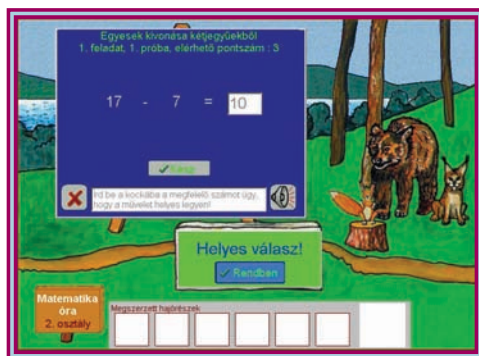 Egyesek kivonása kétjegyűekből
1. feladat, 1. próba, elérhető pontszám : 3
17 - 7 = 10
Írd be a kockába a megfelelő számot úgy,
hogy a művelet helyes legyen!
Helyes válasz!
Rendben
Matematika
óra
2. osztály
Megszerzett hajórészek